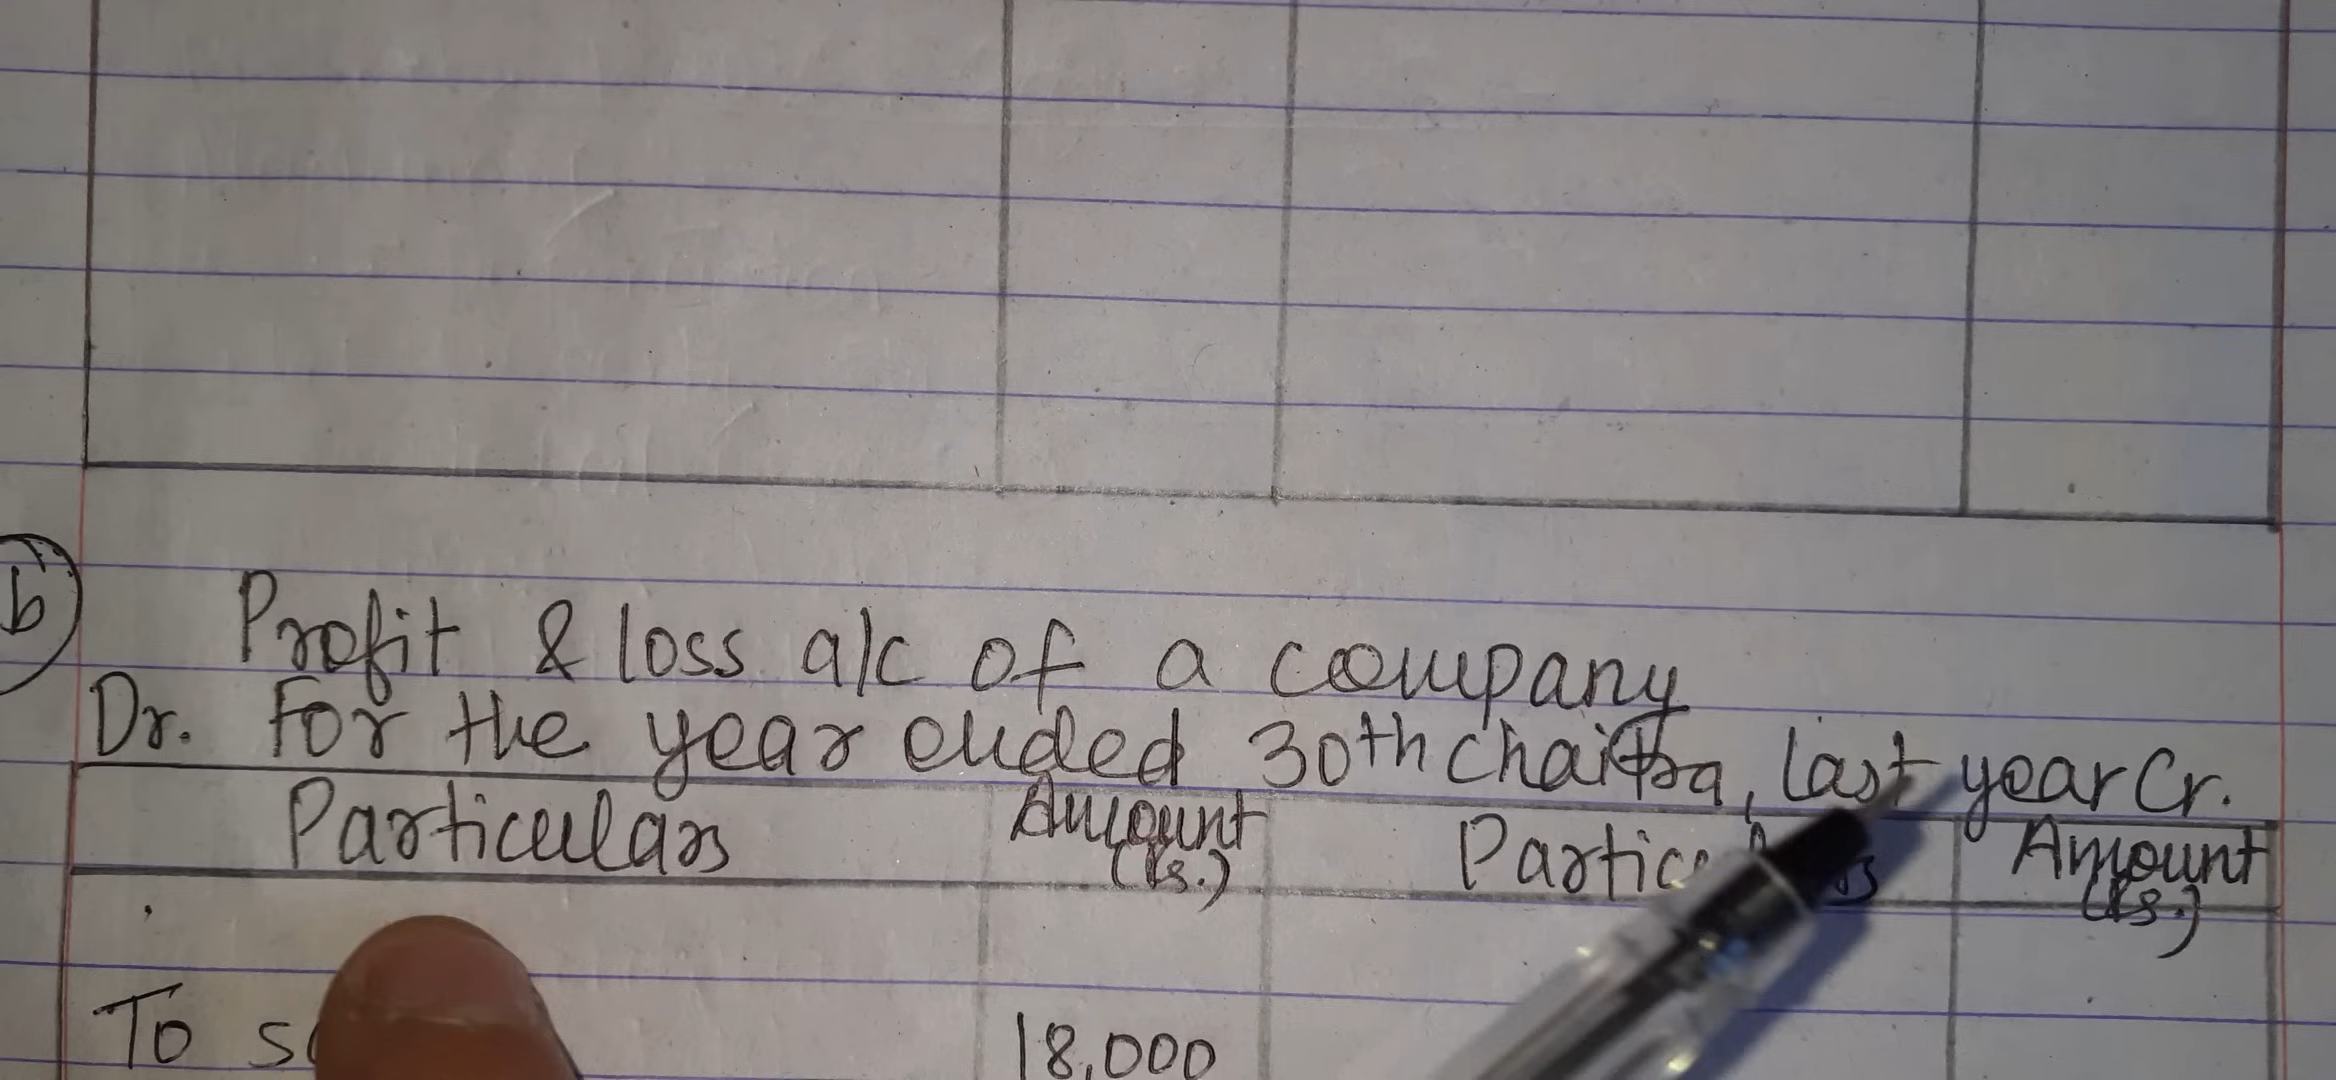 b
Profit & loss a/c of a company
Dr. For the year ended 30th chaitra, last year Cr.
Particulars Amount (Rs.) Particulars Amount (Rs.)
To 18,000